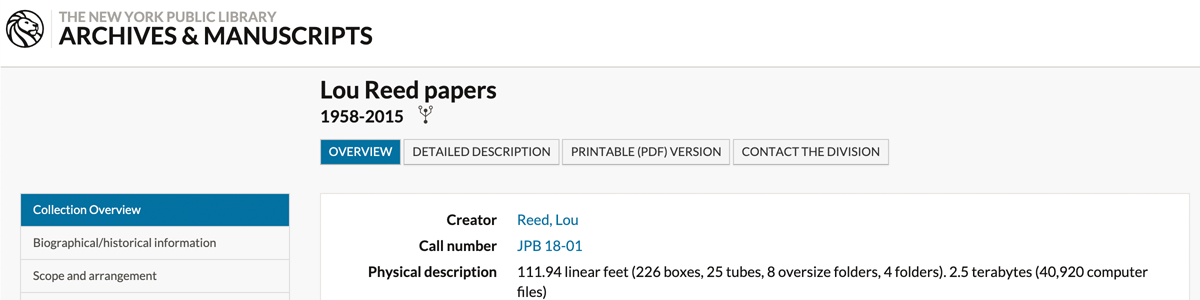 THE NEW YORK PUBLIC LIBRARY
ARCHIVES & MANUSCRIPTS
Lou Reed papers
1958-2015
OVERVIEW DETAILED DESCRIPTION PRINTABLE (PDF) VERSION CONTACT THE DIVISION
Collection Overview
Biographical/historical information
Scope and arrangement
Creator Reed, Lou
Call number JPB 18-01
Physical description 111.94 linear feet (226 boxes, 25 tubes, 8 oversize folders, 4 folders). 2.5 terabytes (40,920 computer
files)